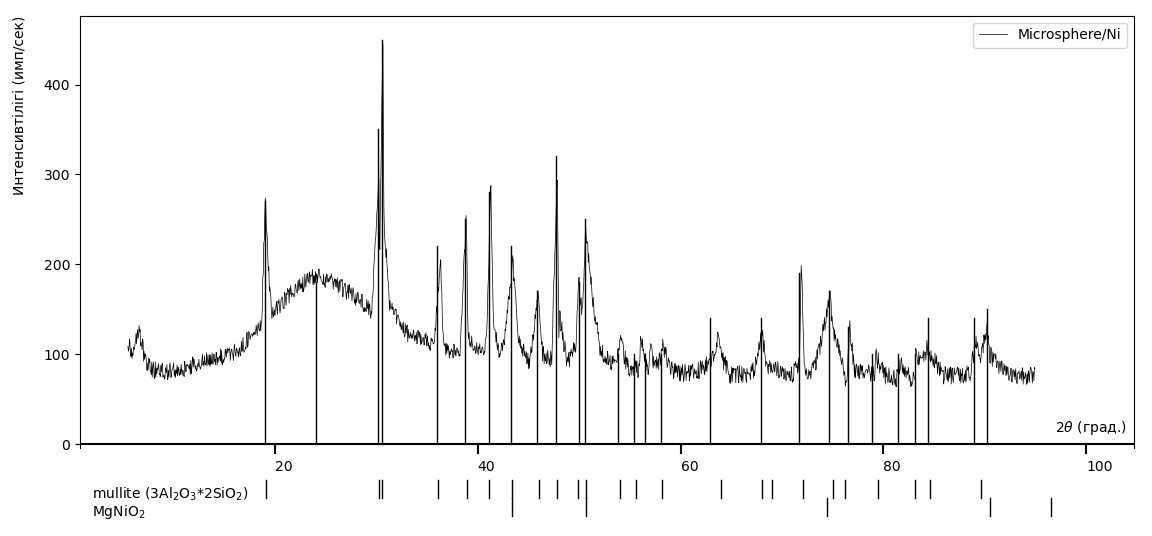 Microsphere/Ni
Интенсивтілігі (имп/сек)
400
300
200
100
0
2θ (град.)
20 40 60 80 100
mullite (3Al₂O₃*2SiO₂)
MgNiO₂